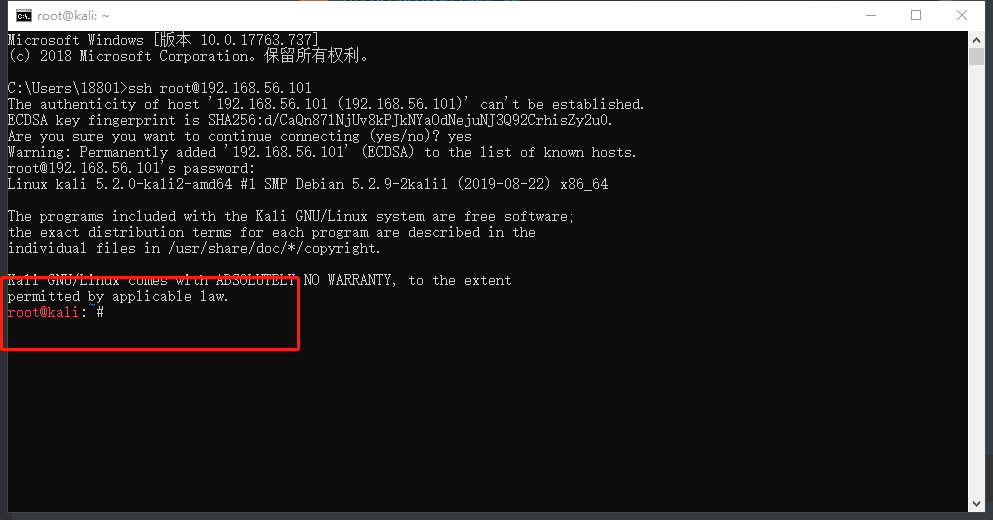 root@kali: ~
Microsoft Windows [版本 10.0.17763.737]
(c) 2018 Microsoft Corporation。保留所有权利。
C:\Users\18801>ssh root@192.168.56.101
The authenticity of host '192.168.56.101 (192.168.56.101)' can't be established.
ECDSA key fingerprint is SHA256:d/CaQn871NjUv8kPJkNYaOdNejuNJ3Q92CrhisZy2u0.
Are you sure you want to continue connecting (yes/no)? yes
Warning: Permanently added '192.168.56.101' (ECDSA) to the list of known hosts.
root@192.168.56.101's password:
Linux kali 5.2.0-kali2-amd64 #1 SMP Debian 5.2.9-2kali1 (2019-08-22) x86_64
The programs included with the Kali GNU/Linux system are free software;
the exact distribution terms for each program are described in the
individual files in /usr/share/doc/*/copyright.
Kali GNU/Linux comes with ABSOLUTELY NO WARRANTY, to the extent
permitted by applicable law.
root@kali:~#